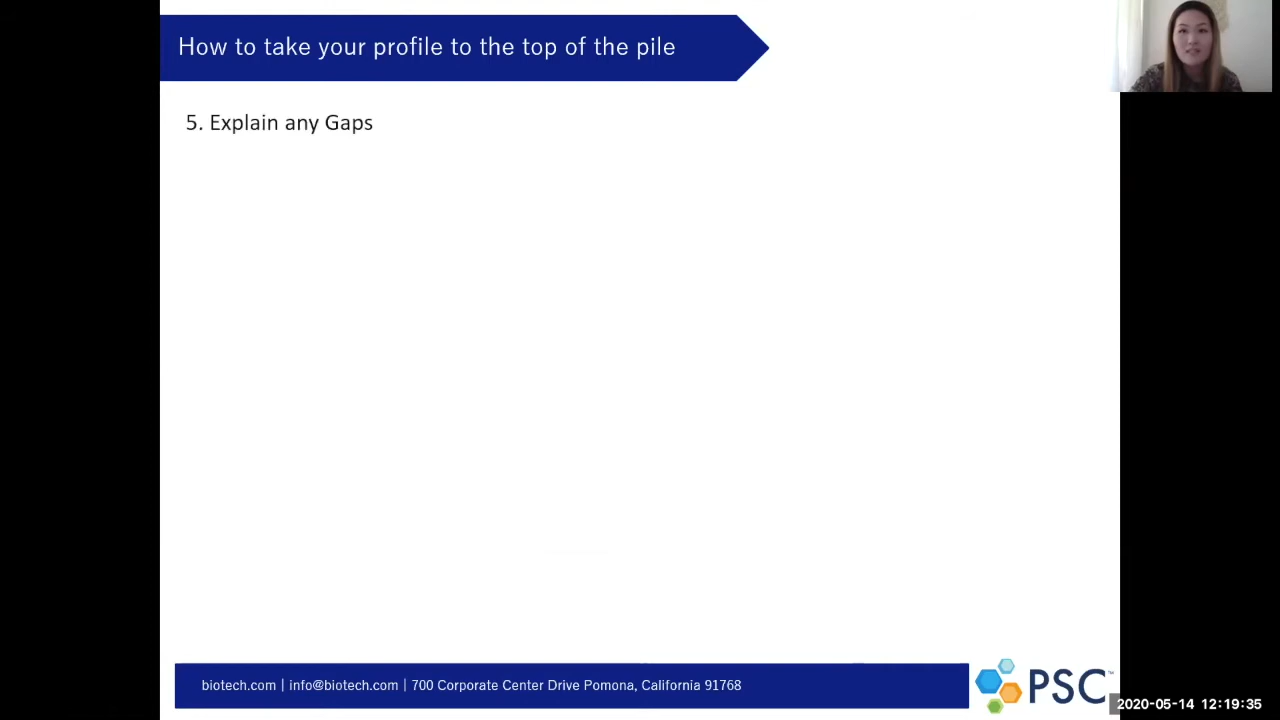 How to take your profile to the top of the pile
5. Explain any Gaps
biotech.com | info@biotech.com | 700 Corporate Center Drive Pomona, California 91768
PSC™
2020-05-14 12:19:35